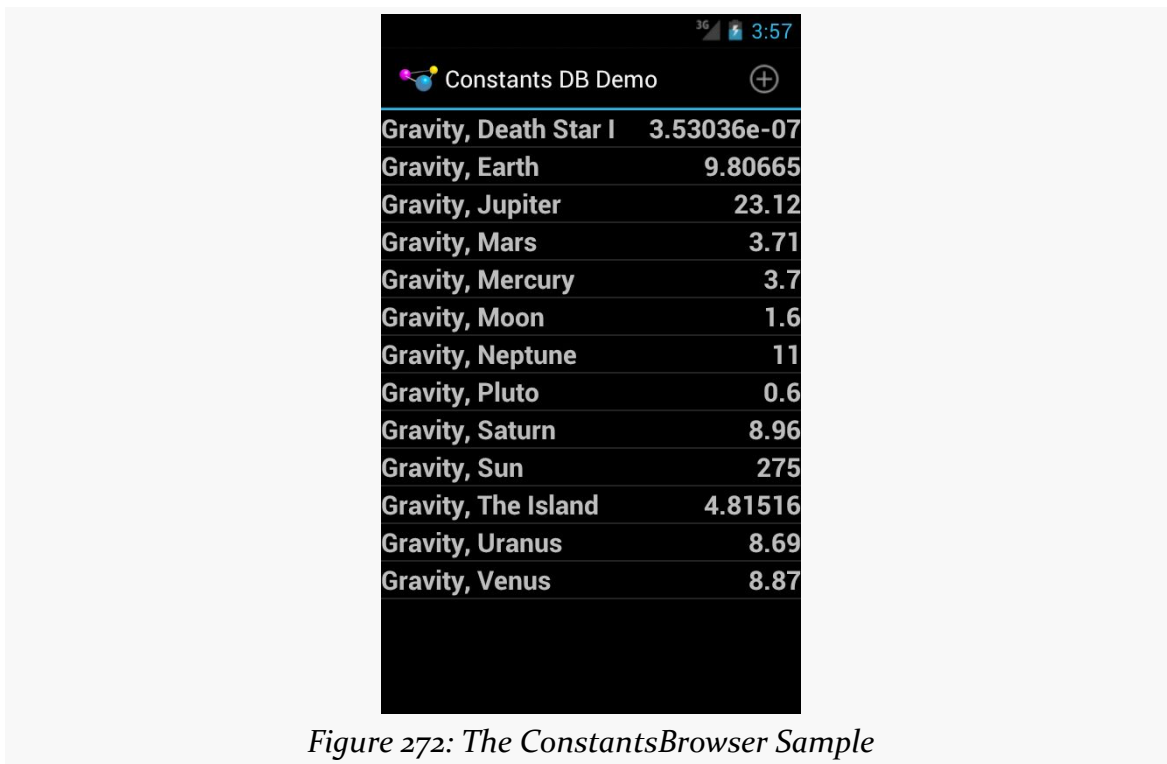 3G 3:57
Constants DB Demo
Gravity, Death Star I 3.53036e-07
Gravity, Earth 9.80665
Gravity, Jupiter 23.12
Gravity, Mars 3.71
Gravity, Mercury 3.7
Gravity, Moon 1.6
Gravity, Neptune 11
Gravity, Pluto 0.6
Gravity, Saturn 8.96
Gravity, Sun 275
Gravity, The Island 4.81516
Gravity, Uranus 8.69
Gravity, Venus 8.87
Figure 272: The ConstantsBrowser Sample